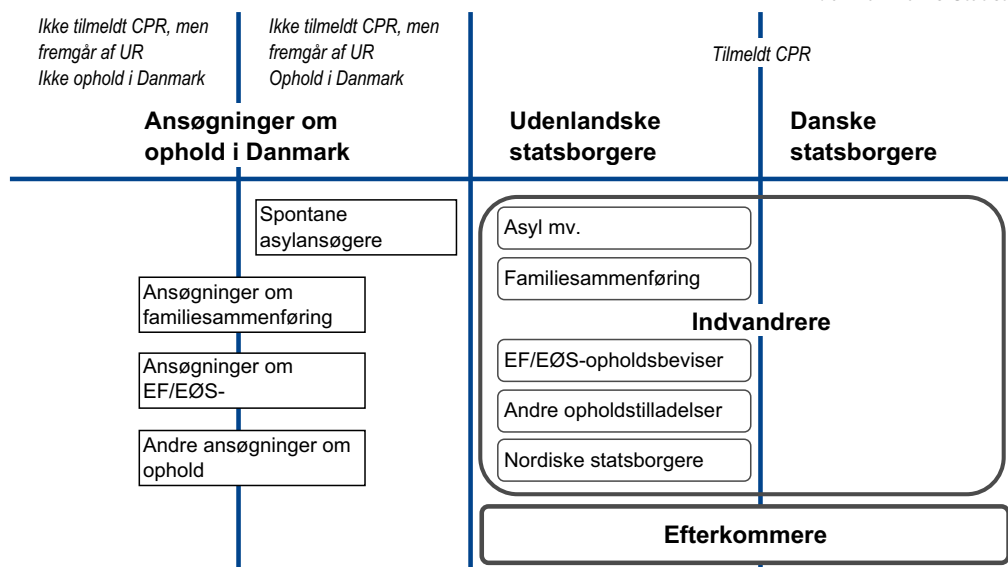 Ikke tilmeldt CPR, men
fremgår af UR
Ikke ophold i Danmark
Ikke tilmeldt CPR, men
fremgår af UR
Ophold i Danmark
Tilmeldt CPR
Ansøgninger om
ophold i Danmark
Udenlandske
statsborgere
Danske
statsborgere
Spontane
asylansøgere
Ansøgninger om
familiesammenføring
Ansøgninger om
EF/EØS-
Andre ansøgninger om
ophold
Asyl mv.
Familiesammenføring
Indvandrere
EF/EØS-opholdsbeviser
Andre opholdstilladelser
Nordiske statsborgere
Efterkommere